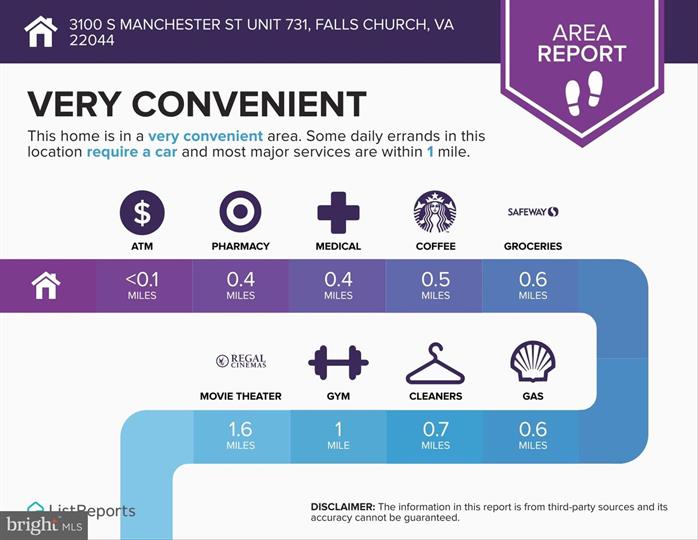 3100 S MANCHESTER ST UNIT 731, FALLS CHURCH, VA
22044
AREA
REPORT
VERY CONVENIENT
This home is in a very convenient area. Some daily errands in this
location require a car and most major services are within 1 mile.
$
SAFEWAY
ATM PHARMACY MEDICAL COFFEE GROCERIES
<0.1 0.4 0.4 0.5 0.6
MILES MILES MILES MILES MILES
REGAL
CINEMAS
MOVIE THEATER GYM CLEANERS GAS
1.6 1 0.7 0.6
MILES MILE MILES MILES
DISCLAIMER: The information in this report is from third-party sources and its
accuracy cannot be guaranteed.
ListReports
bright MLS